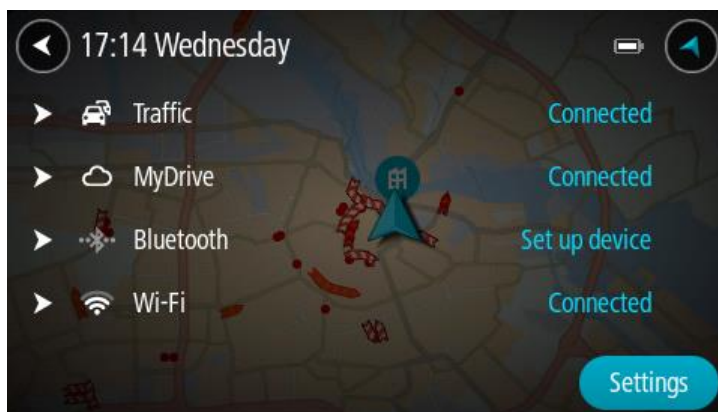 17:14 Wednesday
Traffic Connected
MyDrive Connected
Bluetooth Set up device
Wi-Fi Connected
Settings